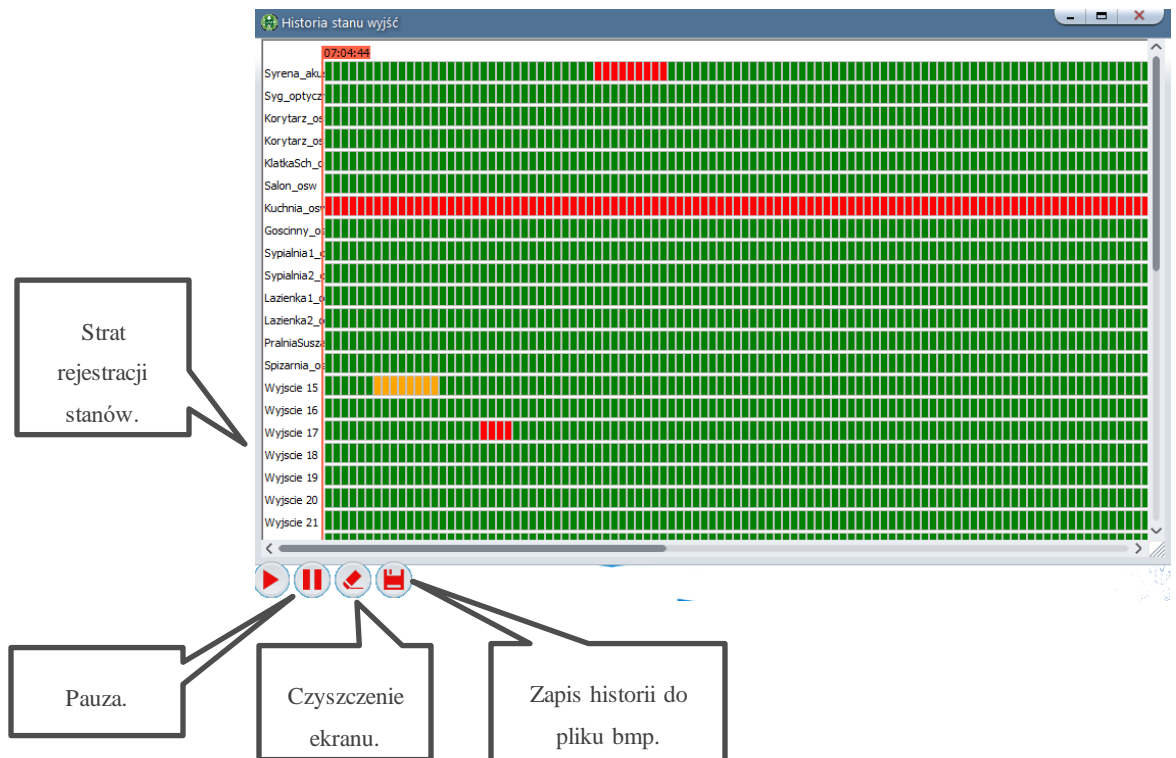 Historia stanu wyjść
07:04:44
Syrena_aku
Syg_optycz
Korytarz_os
Korytarz_os
KlatkaSch_o
Salon_osw
Kuchnia_osw
Goscinny_o
Sypialnia1_o
Sypialnia2_o
Lazienka1_o
Lazienka2_o
PralniaSusza
Spizarnia_os
Wyjscie 15
Wyjscie 16
Wyjscie 17
Wyjscie 18
Wyjscie 19
Wyjscie 20
Wyjscie 21
Strat
rejestracji
stanów.
Pauza.
Czyszczenie
ekranu.
Zapis historii do
pliku bmp.